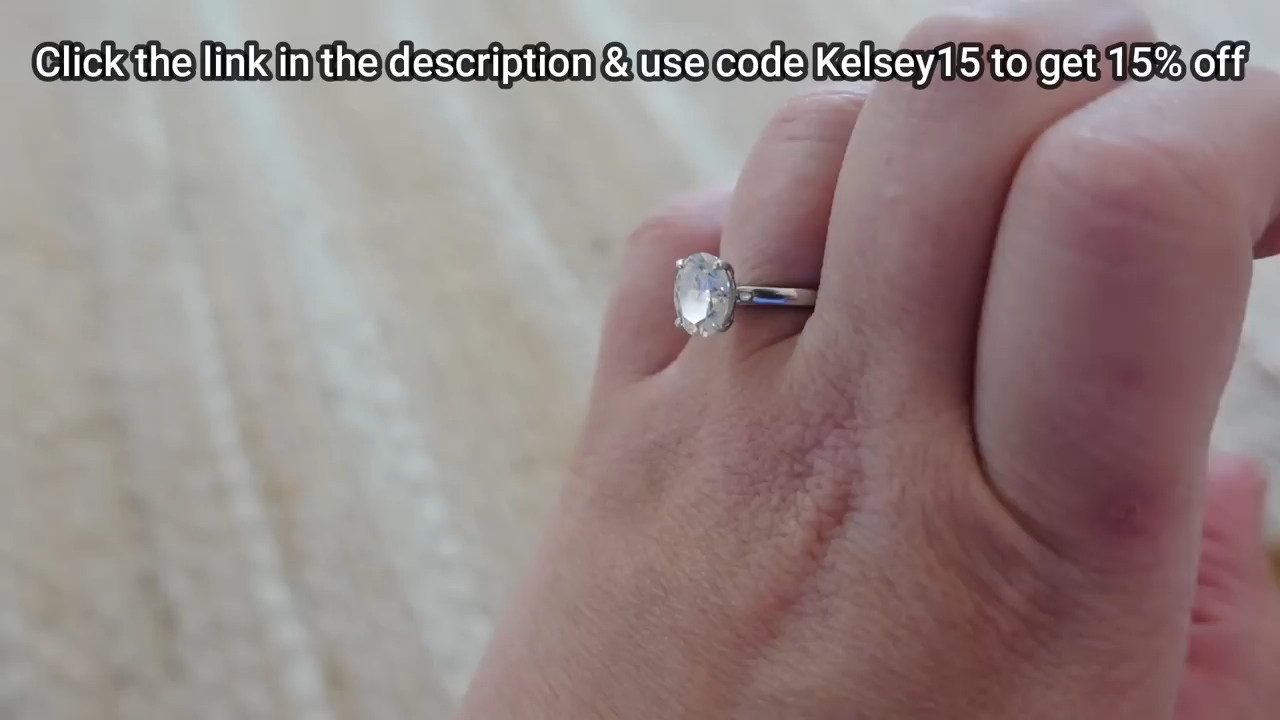 Click the link in the description & use code Kelsey15 to get 15% off